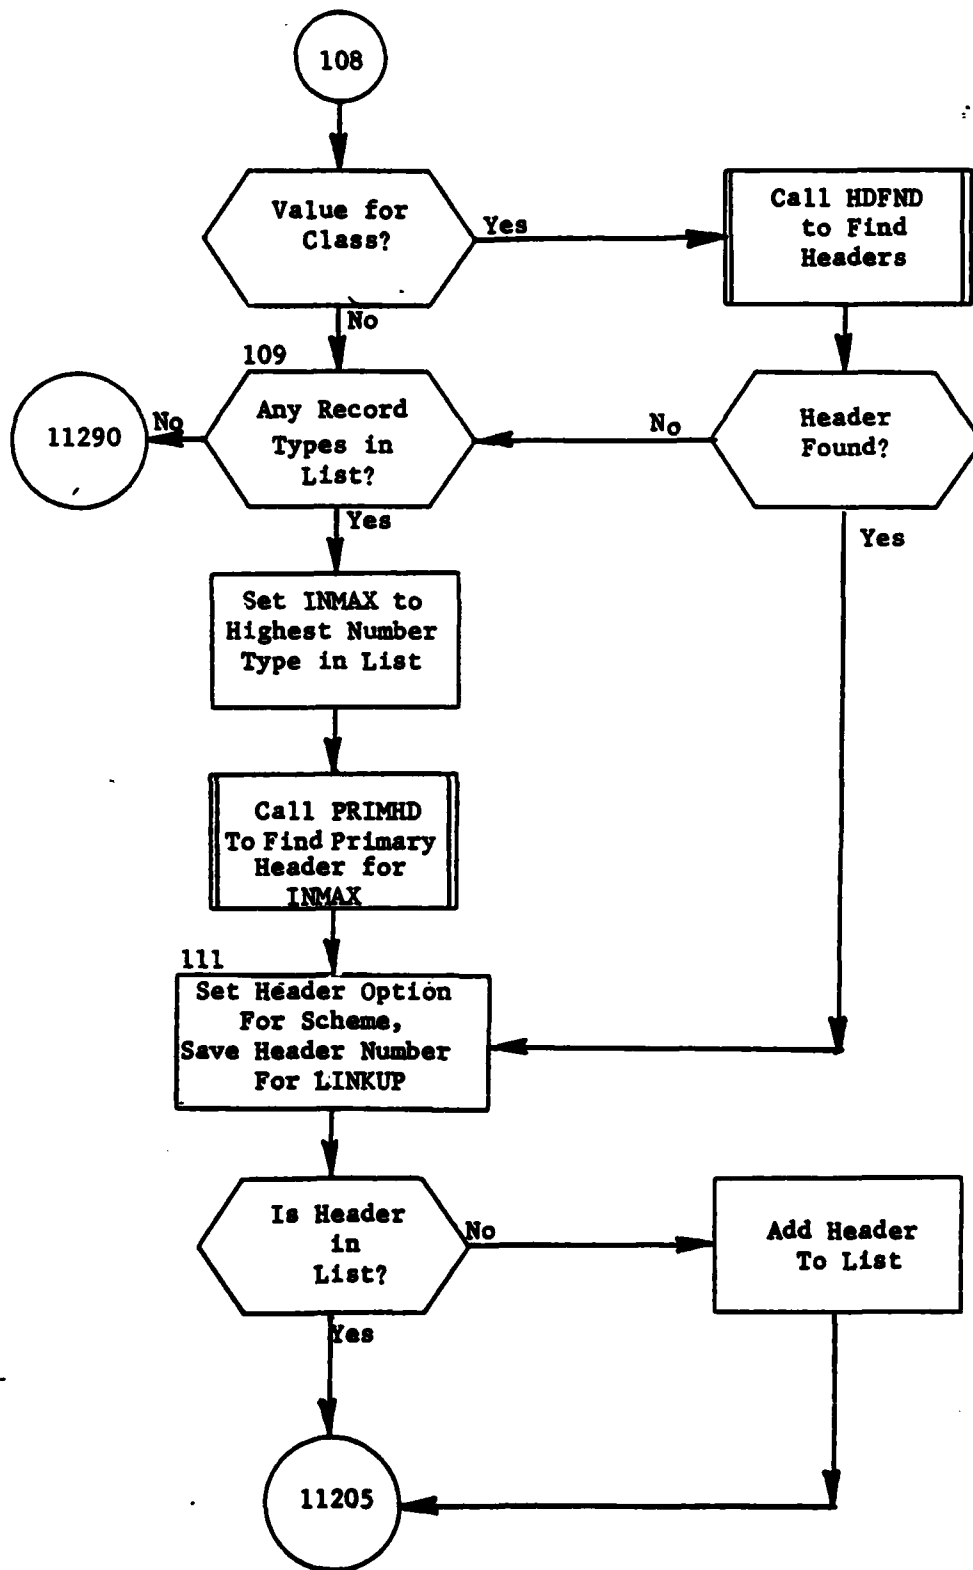 108
Value for
Class?
Yes
Call HDFND
to Find
Headers
No
109
11290
No
Any Record
Types in
List?
No
Header
Found?
Yes
Yes
Set INMAX to
Highest Number
Type in List
Call PRIMHD
To Find Primary
Header for
INMAX
111
Set Header Option
For Scheme,
Save Header Number
For LINKUP
Is Header
in
List?
No
Add Header
To List
Yes
11205